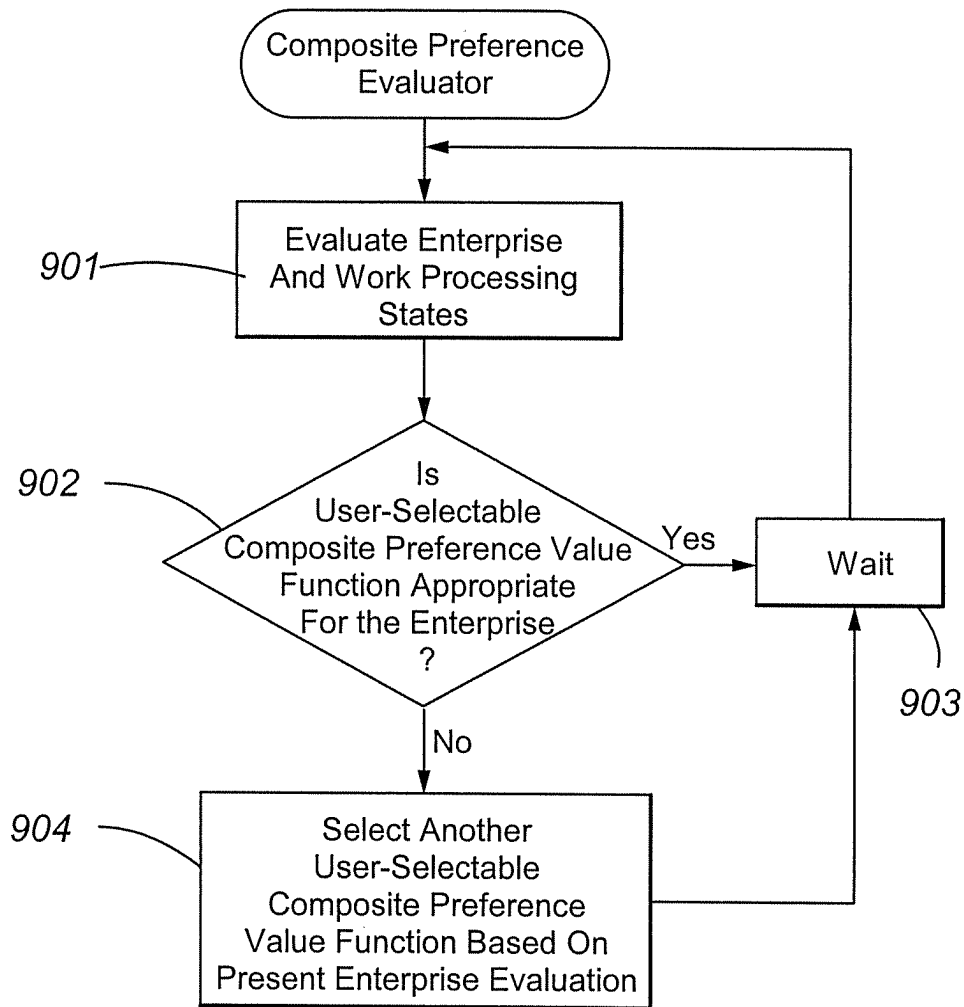 Composite Preference
Evaluator
901
Evaluate Enterprise
And Work Processing
States
902
Is
User-Selectable
Composite Preference Value
Function Appropriate
For the Enterprise
?
Yes
Wait
903
No
904
Select Another
User-Selectable
Composite Preference
Value Function Based On
Present Enterprise Evaluation